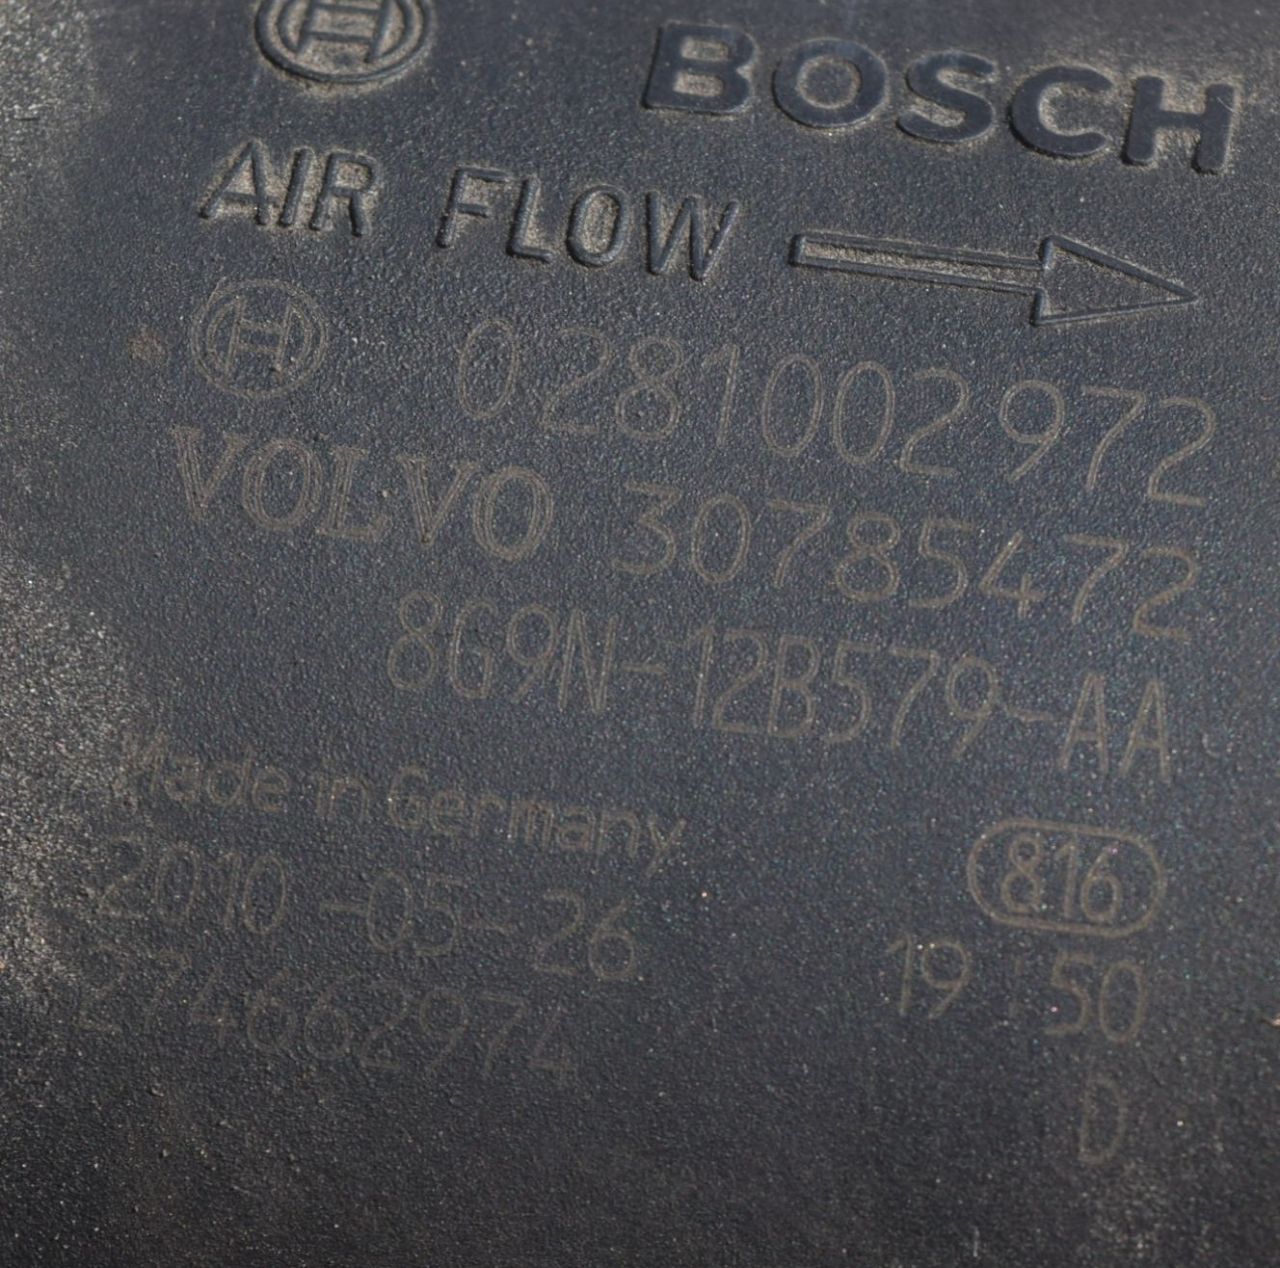 BOSCH
AIR FLOW
0281002972
VOLVO 30785472
8G9N-12B579-AA
Made in Germany
816
2010-05-26
19:50
274662974
D